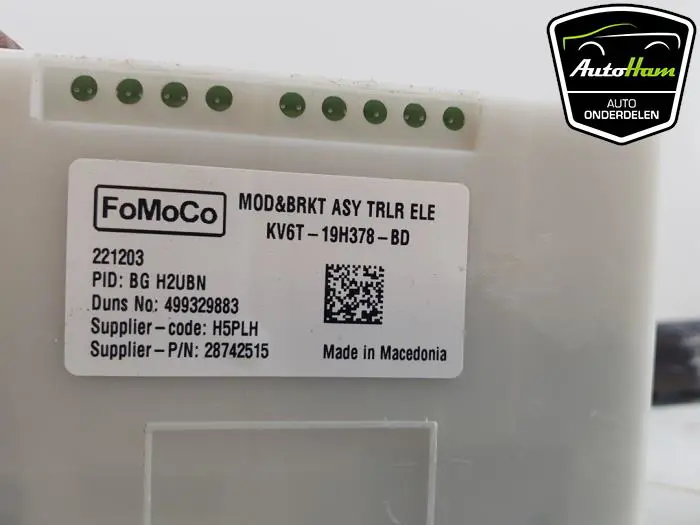 AutoHam
AUTO
ONDERDELEN
FoMoCo
MOD&BRKT ASY TRLR ELE
KV6T-19H378-BD
221203
PID: BG H2UBN
Duns No: 499329883
Supplier-code: H5PLH
Supplier-P/N: 28742515
Made in Macedonia